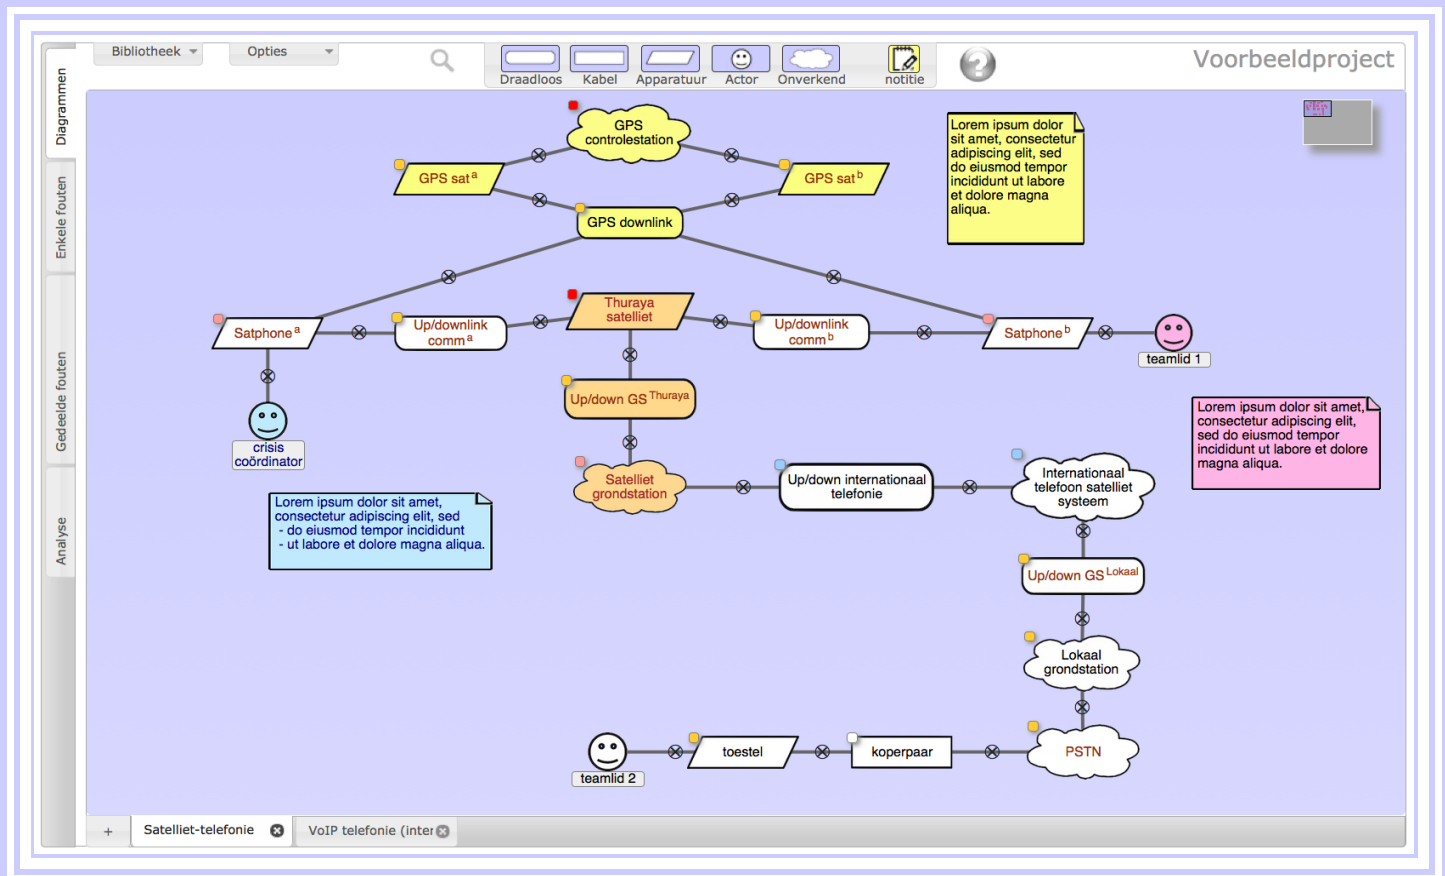 Bibliotheek
Opties
Draadloos
Kabel
Apparatuur
Actor
Onverkend
notitie
?
Voorbeeldproject
Diagrammen
Enkele fouten
Gedeelde fouten
Analyse
GPS
controlestation
GPS sat a
GPS sat b
GPS downlink
Lorem ipsum dolor
sit amet, consectetur
adipiscing elit, sed
do eiusmod tempor
incididunt ut labore
et dolore magna
aliqua.
Satphone a
Up/downlink
comm a
Thuraya
satelliet
Up/downlink
comm b
Satphone b
teamlid 1
Up/down GS Thuraya
crisis
coördinator
Lorem ipsum dolor sit amet,
consectetur adipiscing elit,
sed do eiusmod tempor
incididunt ut labore et dolore
magna aliqua.
Satelliet
grondstation
Up/down internationaal
telefonie
Internationaal
telefoon satelliet
systeem
Lorem ipsum dolor sit amet,
consectetur adipiscing elit, sed
- do eiusmod tempor incididunt
- ut labore et dolore magna aliqua.
Up/down GS Lokaal
Lokaal
grondstation
teamlid 2
toestel
koperpaar
PSTN
+
Satelliet-telefonie
VoIP telefonie (inter